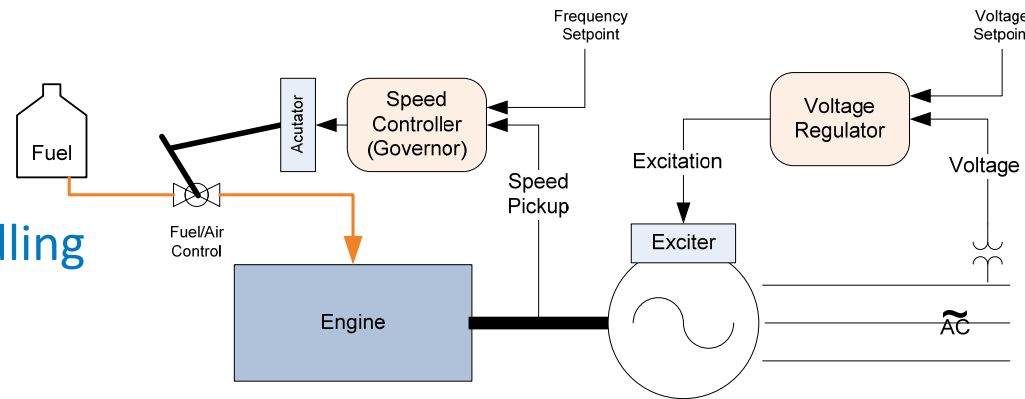 Frequency
Setpoint
Voltage
Setpoint
Fuel
Acutator
Speed
Controller
(Governor)
Voltage
Regulator
Excitation
Voltage
Speed
Pickup
lling
Fuel/Air
Control
Exciter
Engine
~
AC